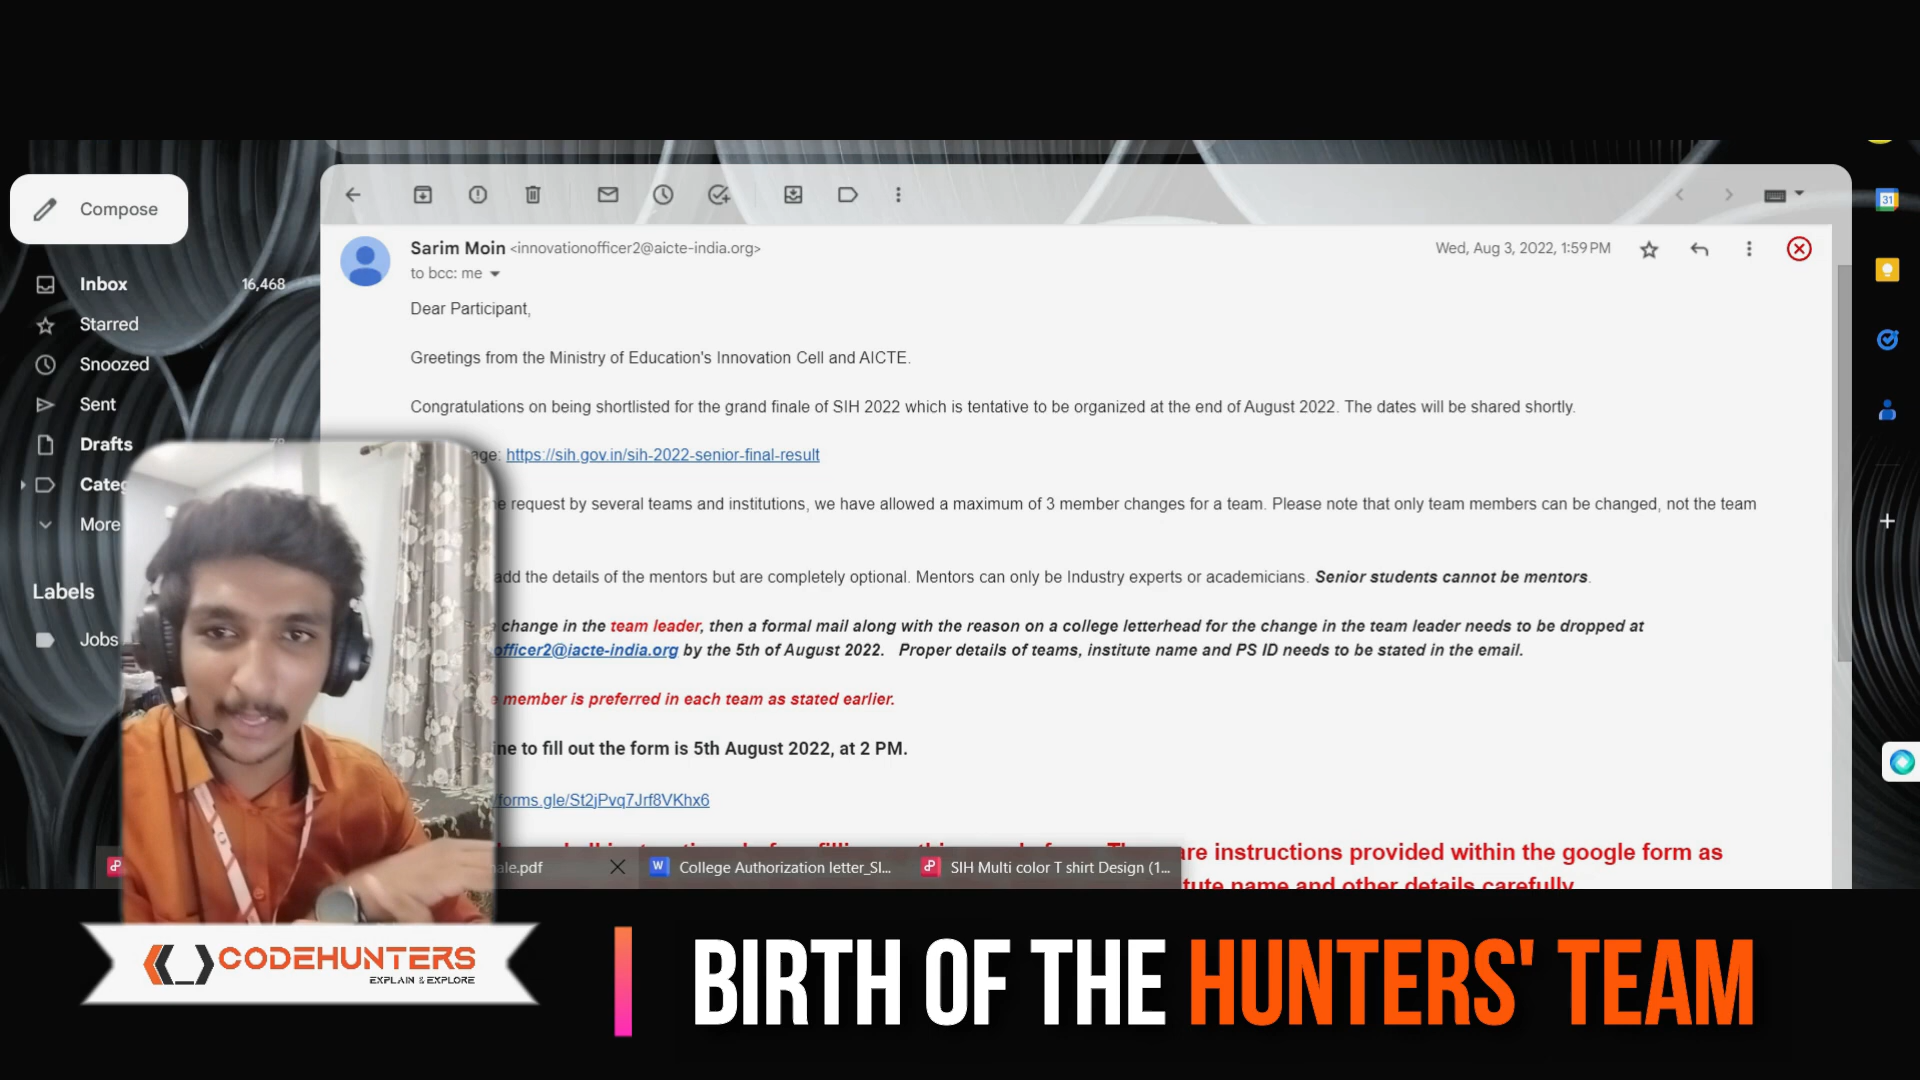 Compose
Inbox 16,468
Starred
Snoozed
Sent
Drafts 78
Categ
More
Labels
Jobs
31
Sarim Moin <innovationofficer2@aicte-india.org>
Wed, Aug 3, 2022, 1:59 PM
to bcc: me
Dear Participant,
Greetings from the Ministry of Education's Innovation Cell and AICTE.
Congratulations on being shortlisted for the grand finale of SIH 2022 which is tentative to be organized at the end of August 2022. The dates will be shared shortly.
age: https://sih.gov.in/sih-2022-senior-final-result
e request by several teams and institutions, we have allowed a maximum of 3 member changes for a team. Please note that only team members can be changed, not the team
add the details of the mentors but are completely optional. Mentors can only be Industry experts or academicians. Senior students cannot be mentors.
change in the team leader, then a formal mail along with the reason on a college letterhead for the change in the team leader needs to be dropped at
officer2@iacte-india.org by the 5th of August 2022. Proper details of teams, institute name and PS ID needs to be stated in the email.
e member is preferred in each team as stated earlier.
ine to fill out the form is 5th August 2022, at 2 PM.
/forms.gle/St2jPvq7Jrf8VKhx6
are instructions provided within the google form as
tute name and other details carefully
ale.pdf
College Authorization letter_SI...
SIH Multi color T shirt Design (1...
CODEHUNTERS
EXPLAIN & EXPLORE
BIRTH OF THE HUNTERS' TEAM